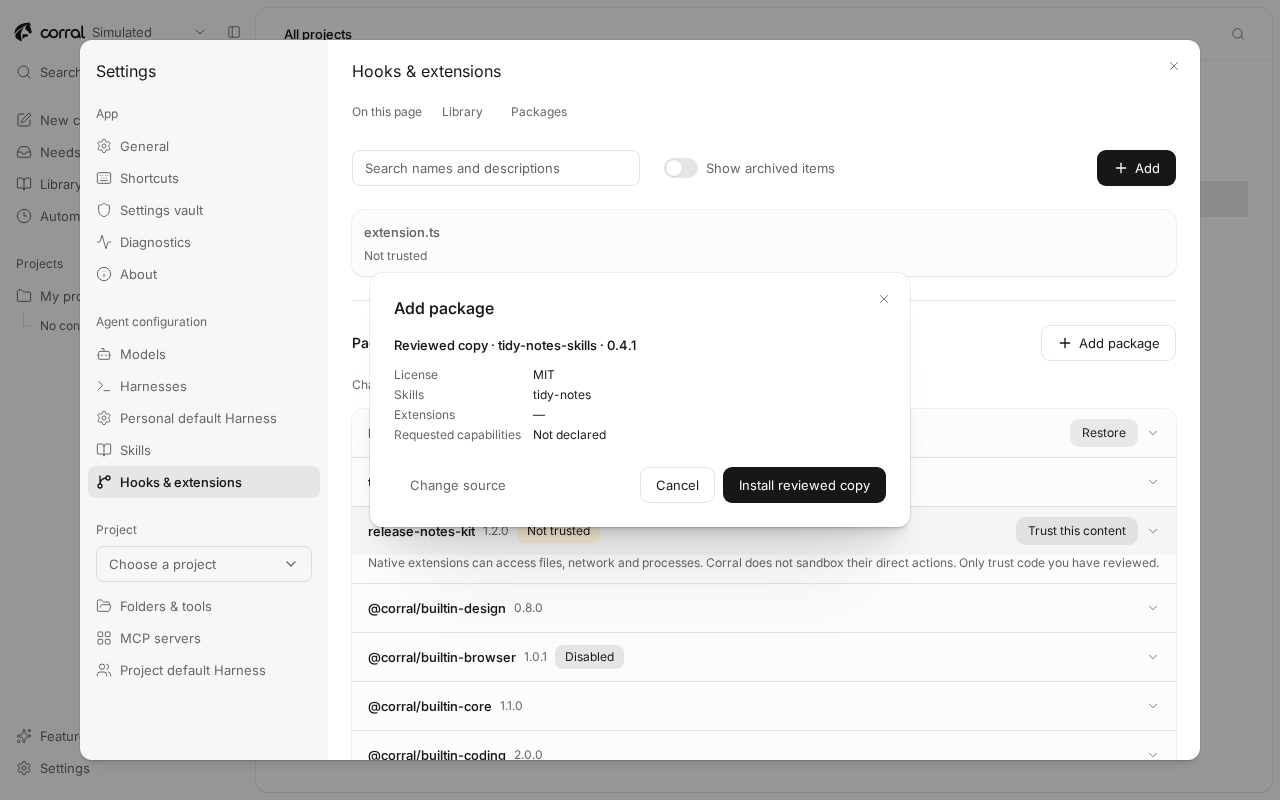 corral Simulated
All projects
Search
New c
Needs
Library
Autom
Projects
My pro
No con
Featur
Settings
Settings
App
General
Shortcuts
Settings vault
Diagnostics
About
Agent configuration
Models
Harnesses
Personal default Harness
Skills
Hooks & extensions
Project
Choose a project
Folders & tools
MCP servers
Project default Harness
Hooks & extensions
On this page Library Packages
Search names and descriptions Show archived items Add
extension.ts
Not trusted
Add package
Add package
Reviewed copy · tidy-notes-skills · 0.4.1
License MIT
Skills tidy-notes
Extensions —
Requested capabilities Not declared
Change source Cancel Install reviewed copy
Restore
release-notes-kit 1.2.0 Not trusted Trust this content
Native extensions can access files, network and processes. Corral does not sandbox their direct actions. Only trust code you have reviewed.
@corral/builtin-design 0.8.0
@corral/builtin-browser 1.0.1 Disabled
@corral/builtin-core 1.1.0
@corral/builtin-coding 2.0.0